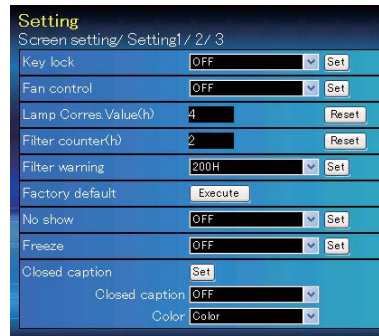 Setting
Screen setting/ Setting1 / 2/ 3
Key lock OFF Set
Fan control OFF Set
Lamp Corres.Value(h) 4 Reset
Filter counter(h) 2 Reset
Filter warning 200H Set
Factory default Execute
No show OFF Set
Freeze OFF Set
Closed caption Set
Closed caption OFF
Color Color